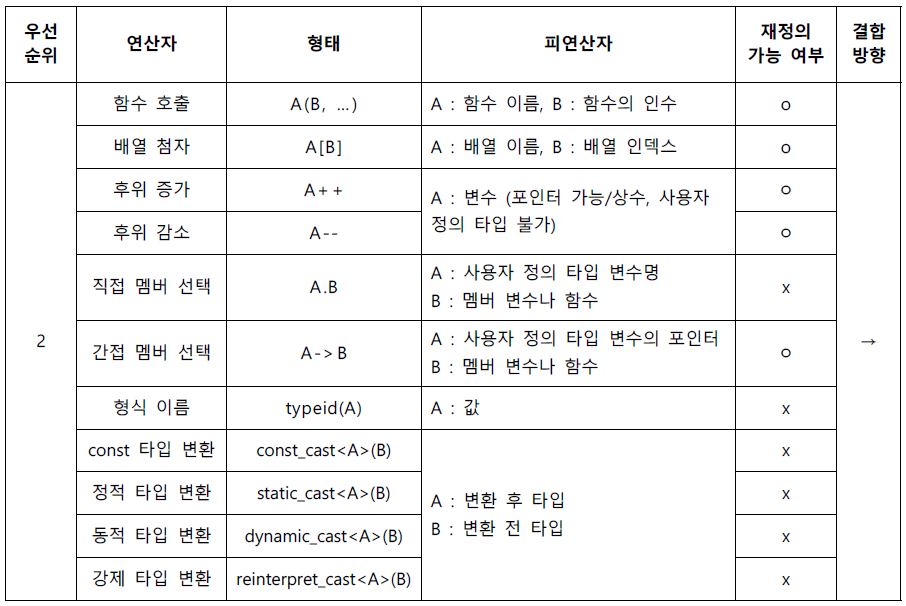 우선
순위
연산자
형태
피연산자
재정의
가능 여부
결합
방향
2
함수 호출
A(B, …)
A : 함수 이름, B : 함수의 인수
o
배열 첨자
A[B]
A : 배열 이름, B : 배열 인덱스
o
후위 증가
A++
A : 변수 (포인터 가능/상수, 사용자
정의 타입 불가)
o
후위 감소
A--
o
직접 멤버 선택
A.B
A : 사용자 정의 타입 변수명
B : 멤버 변수나 함수
x
간접 멤버 선택
A->B
A : 사용자 정의 타입 변수의 포인터
B : 멤버 변수나 함수
o
→
형식 이름
typeid(A)
A : 값
x
const 타입 변환
const_cast<A>(B)
A : 변환 후 타입
B : 변환 전 타입
x
정적 타입 변환
static_cast<A>(B)
x
동적 타입 변환
dynamic_cast<A>(B)
x
강제 타입 변환
reinterpret_cast<A>(B)
x